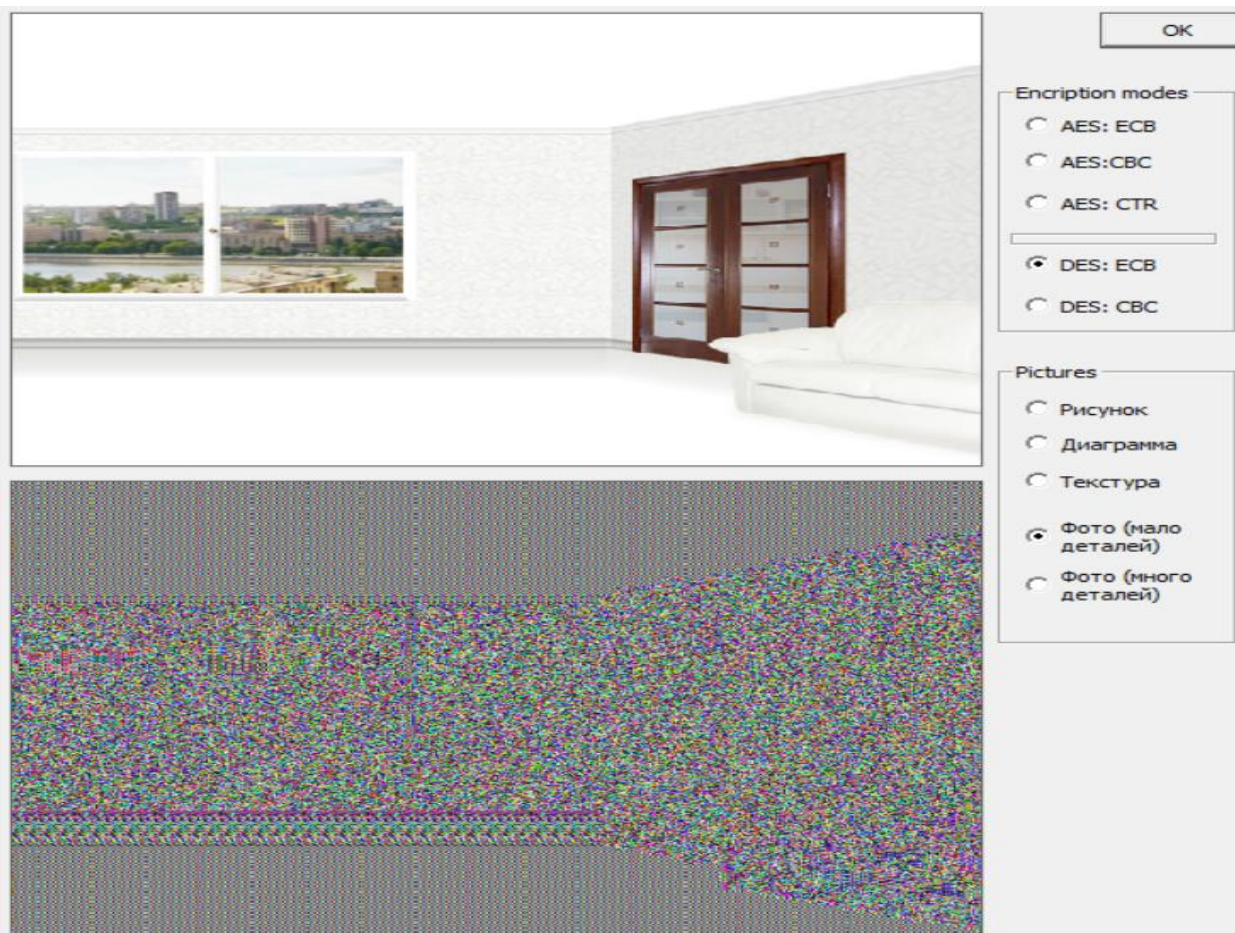 OK
Encription modes
AES: ECB
AES:CBC
AES: CTR
DES: ECB
DES: CBC
Pictures
Рисунок
Диаграмма
Текстура
Фото (мало
деталей)
Фото (много
деталей)